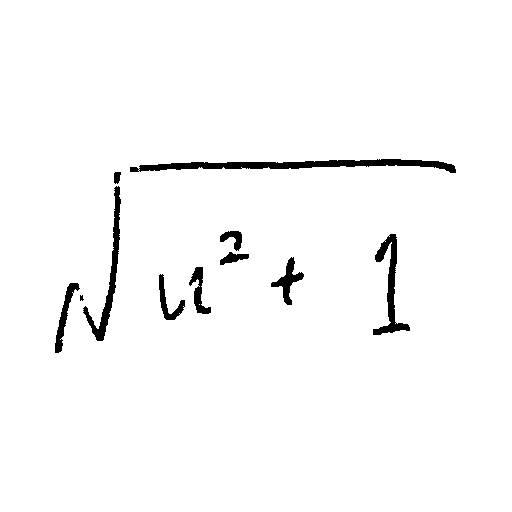 √(u² + 1)